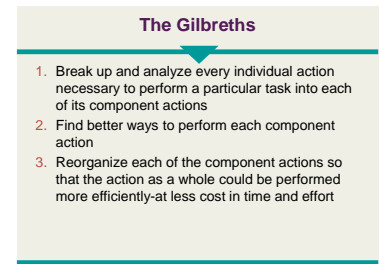 The Gilbreths
1. Break up and analyze every individual action
necessary to perform a particular task into each
of its component actions
2. Find better ways to perform each component
action
3. Reorganize each of the component actions so
that the action as a whole could be performed
more efficiently-at less cost in time and effort